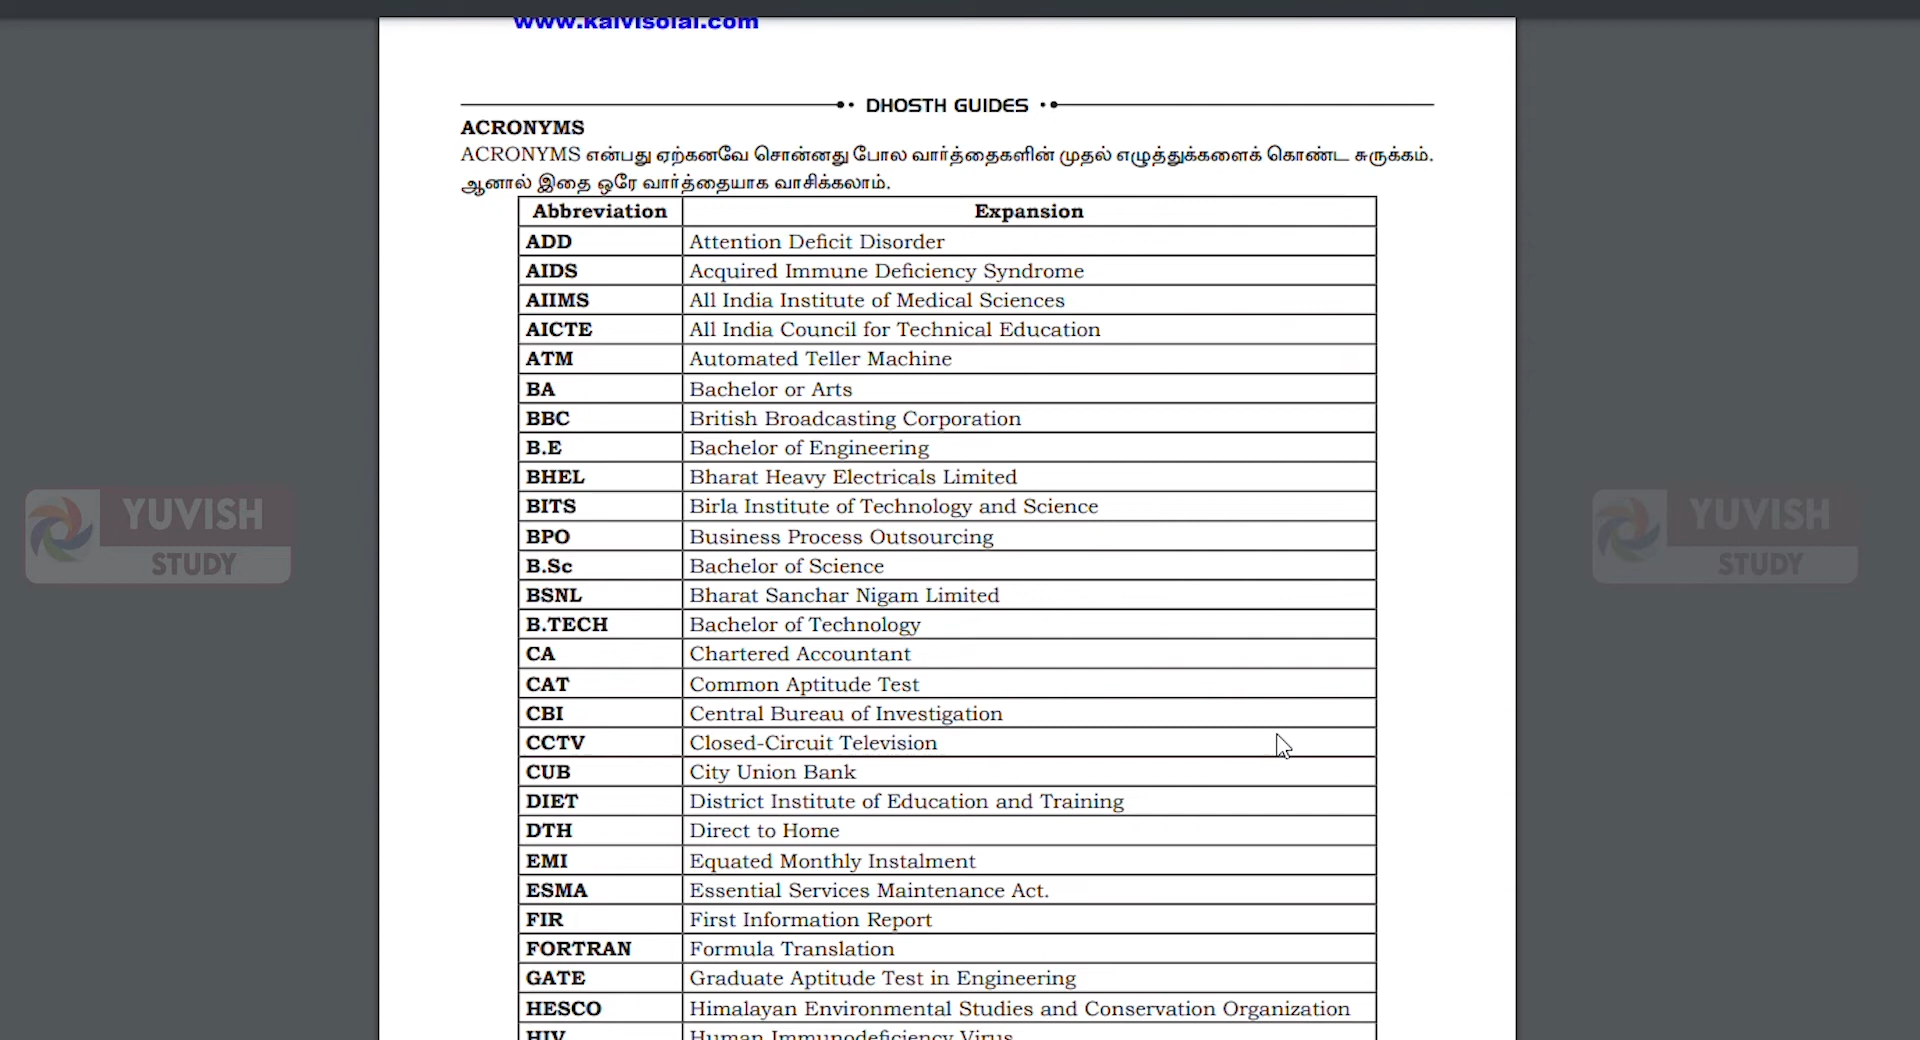 www.kalvisolai.com
DHOSTH GUIDES
ACRONYMS
ACRONYMS என்பது ஏற்கனவே சொன்னது போல வார்த்தைகளின் முதல் எழுத்துக்களைக் கொண்ட சுருக்கம்.
ஆனால் இதை ஒரே வார்த்தையாக வாசிக்கலாம்.
Abbreviation Expansion
ADD Attention Deficit Disorder
AIDS Acquired Immune Deficiency Syndrome
AIIMS All India Institute of Medical Sciences
AICTE All India Council for Technical Education
ATM Automated Teller Machine
BA Bachelor or Arts
BBC British Broadcasting Corporation
B.E Bachelor of Engineering
BHEL Bharat Heavy Electricals Limited
BITS Birla Institute of Technology and Science
BPO Business Process Outsourcing
B.Sc Bachelor of Science
BSNL Bharat Sanchar Nigam Limited
B.TECH Bachelor of Technology
CA Chartered Accountant
CAT Common Aptitude Test
CBI Central Bureau of Investigation
CCTV Closed-Circuit Television
CUB City Union Bank
DIET District Institute of Education and Training
DTH Direct to Home
EMI Equated Monthly Instalment
ESMA Essential Services Maintenance Act.
FIR First Information Report
FORTRAN Formula Translation
GATE Graduate Aptitude Test in Engineering
HESCO Himalayan Environmental Studies and Conservation Organization
HIV Human Immunodeficiency Virus
YUVISH
STUDY
YUVISH
STUDY